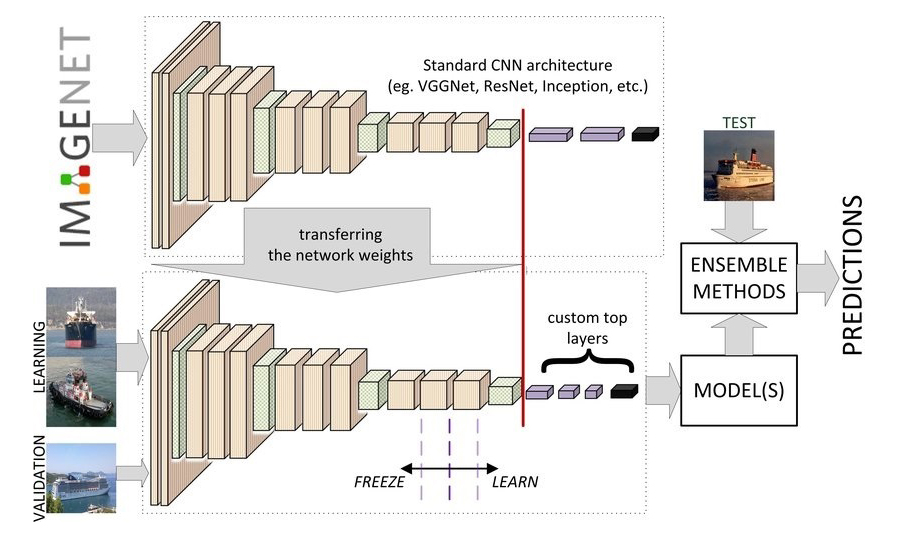 IMAGENET
Standard CNN architecture
(eg. VGGNet, ResNet, Inception, etc.)
TEST
transferring
the network weights
ENSEMBLE
METHODS
PREDICTIONS
LEARNING
custom top
layers
MODEL(S)
VALIDATION
FREEZE
LEARN